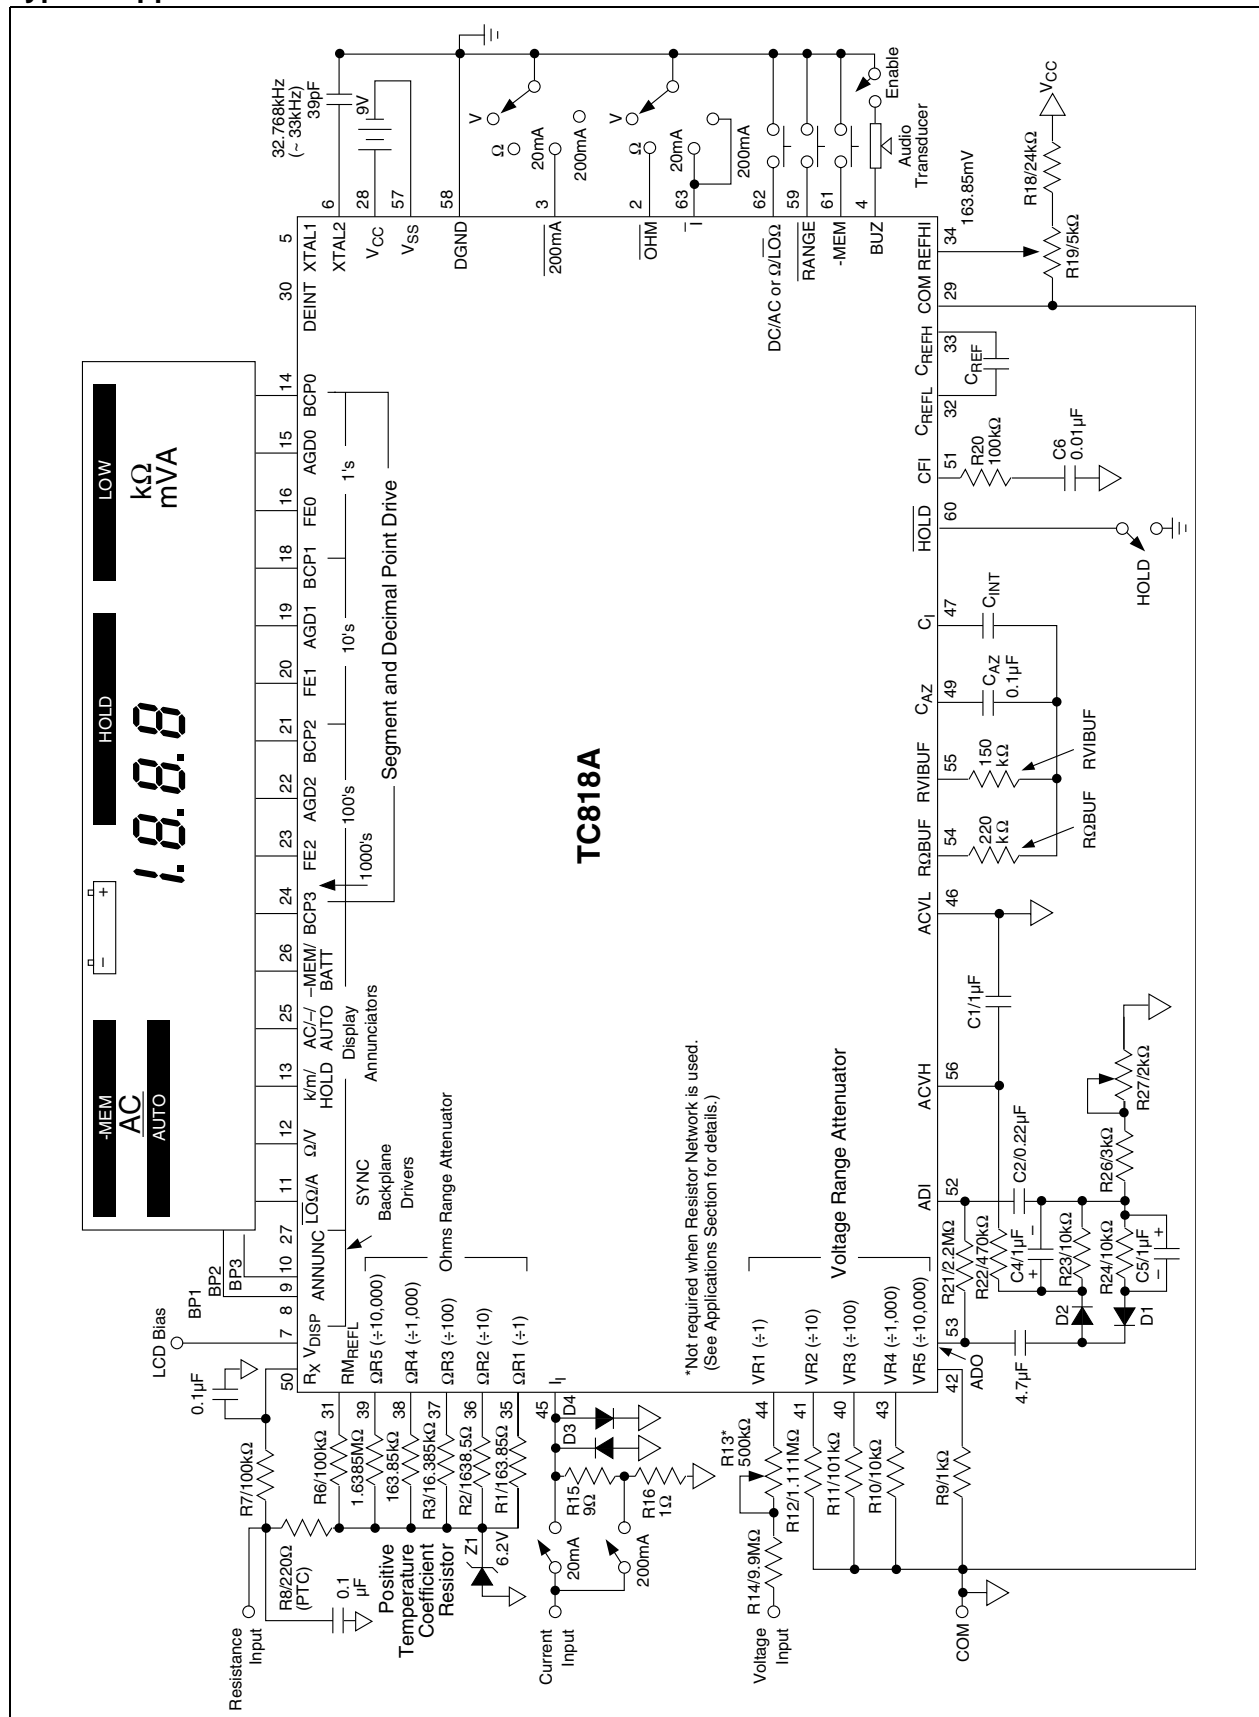 -MEM
AC
AUTO
HOLD
LOW
1.8.8.8
kΩ
mVA
LCD Bias
BP1
BP2
BP3
7
8
9
10
27
11
12
13
25
26
24
23
22
21
20
19
18
16
15
14
30
5
VDISP
ANNUNC
LOΩ/A
Ω/V
k/m/
HOLD
AC/–/
AUTO
–MEM/
BATT
BCP3
FE2
AGD2
BCP2
FE1
AGD1
BCP1
FE0
AGD0
BCP0
DEINT
XTAL1
SYNC
Backplane
Drivers
Display
Annunciators
1000's
100's
10's
1's
Segment and Decimal Point Drive
TC818A
32.768kHz
(~ 33kHz)
39pF
9V
6
XTAL2
28
VCC
57
VSS
58
DGND
V
Ω
20mA
200mA
3
200mA
V
Ω
20mA
200mA
2
OHM
63
I
62
DC/AC or Ω/LOΩ
59
RANGE
61
-MEM
4
BUZ
Enable
Audio
Transducer
Resistance
Input
R7/100kΩ
0.1µF
R8/220Ω
(PTC)
0.1
µF
Positive
Temperature
Coefficient
Resistor
Z1
6.2V
50
RX
31
RMREFL
R6/100kΩ
39
ΩR5 (÷10,000)
1.6385MΩ
38
ΩR4 (÷1,000)
163.85kΩ
37
ΩR3 (÷100)
R3/16.385kΩ
36
ΩR2 (÷10)
R2/1638.5Ω
35
ΩR1 (÷1)
R1/163.85Ω
Ohms Range Attenuator
45
II
D3
D4
R15
9Ω
R16
1Ω
20mA
200mA
Current
Input
*Not required when Resistor Network is used.
(See Applications Section for details.)
Voltage
Input
R14/9.9MΩ
R13*
500kΩ
44
VR1 (÷1)
R12/1.111MΩ
41
VR2 (÷10)
R11/101kΩ
40
VR3 (÷100)
R10/10kΩ
43
VR4 (÷1,000)
R9/1kΩ
42
VR5 (÷10,000)
Voltage Range Attenuator
COM
ADO
53
4.7µF
D2
D1
R21/2.2MΩ
R22/470kΩ
C4/1µF
+
–
R23/10kΩ
R24/10kΩ
C5/1µF
–
+
ADI
52
C2/0.22µF
R26/3kΩ
R27/2kΩ
ACVH
56
C1/1µF
ACVL
46
RΩBUF
54
220
kΩ
RΩBUF
RVIBUF
55
150
kΩ
RVIBUF
CAZ
49
CAZ
0.1µF
CI
47
CINT
HOLD
60
HOLD
CFI
51
R20
100kΩ
C6
0.01µF
CREFL
32
CREF
CREFH
33
COM
29
REFHI
34
163.85mV
R19/5kΩ
R18/24kΩ
VCC